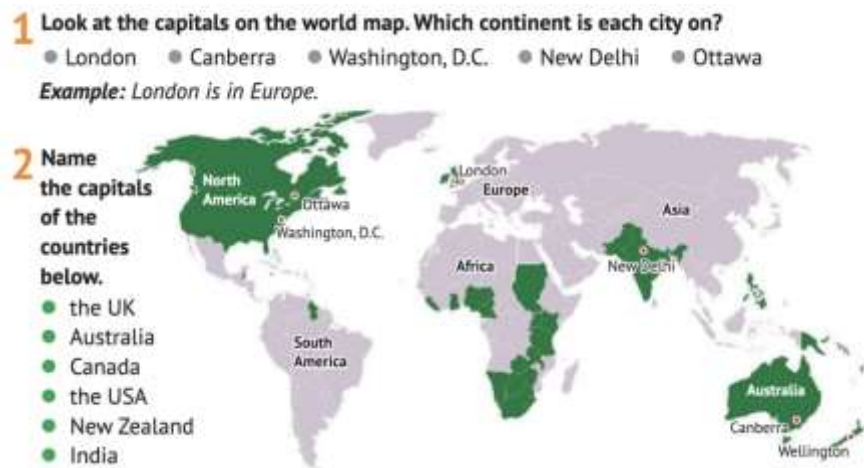 1 Look at the capitals on the world map. Which continent is each city on?
London Canberra Washington, D.C. New Delhi Ottawa
Example: London is in Europe.
2 Name
the capitals
of the
countries
below.
the UK
Australia
Canada
the USA
New Zealand
India
North
America
Ottawa
Washington, D.C.
South
America
London
Europe
Africa
Asia
New Delhi
Australia
Canberra
Wellington